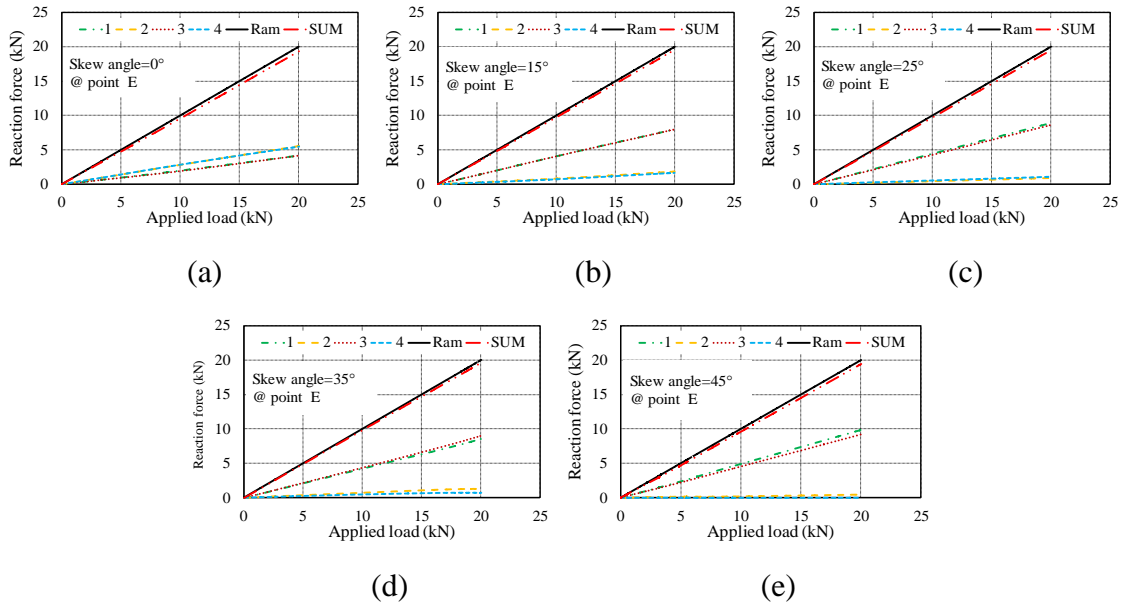 25
1 2 3 4 Ram SUM
20
Skew angle=0°
@ point E
15
10
5
0
0 5 10 15 20 25
Reaction force (kN)
Applied load (kN)
(a)
25
1 2 3 4 Ram SUM
20
Skew angle=15°
@ point E
15
10
5
0
0 5 10 15 20 25
Reaction force (kN)
Applied load (kN)
(b)
25
1 2 3 4 Ram SUM
20
Skew angle=25°
@ point E
15
10
5
0
0 5 10 15 20 25
Reaction force (kN)
Applied load (kN)
(c)
25
1 2 3 4 Ram SUM
20
Skew angle=35°
@ point E
15
10
5
0
0 5 10 15 20 25
Reaction force (kN)
Applied load (kN)
(d)
25
1 2 3 4 Ram SUM
20
Skew angle=45°
@ point E
15
10
5
0
0 5 10 15 20 25
Reaction force (kN)
Applied load (kN)
(e)